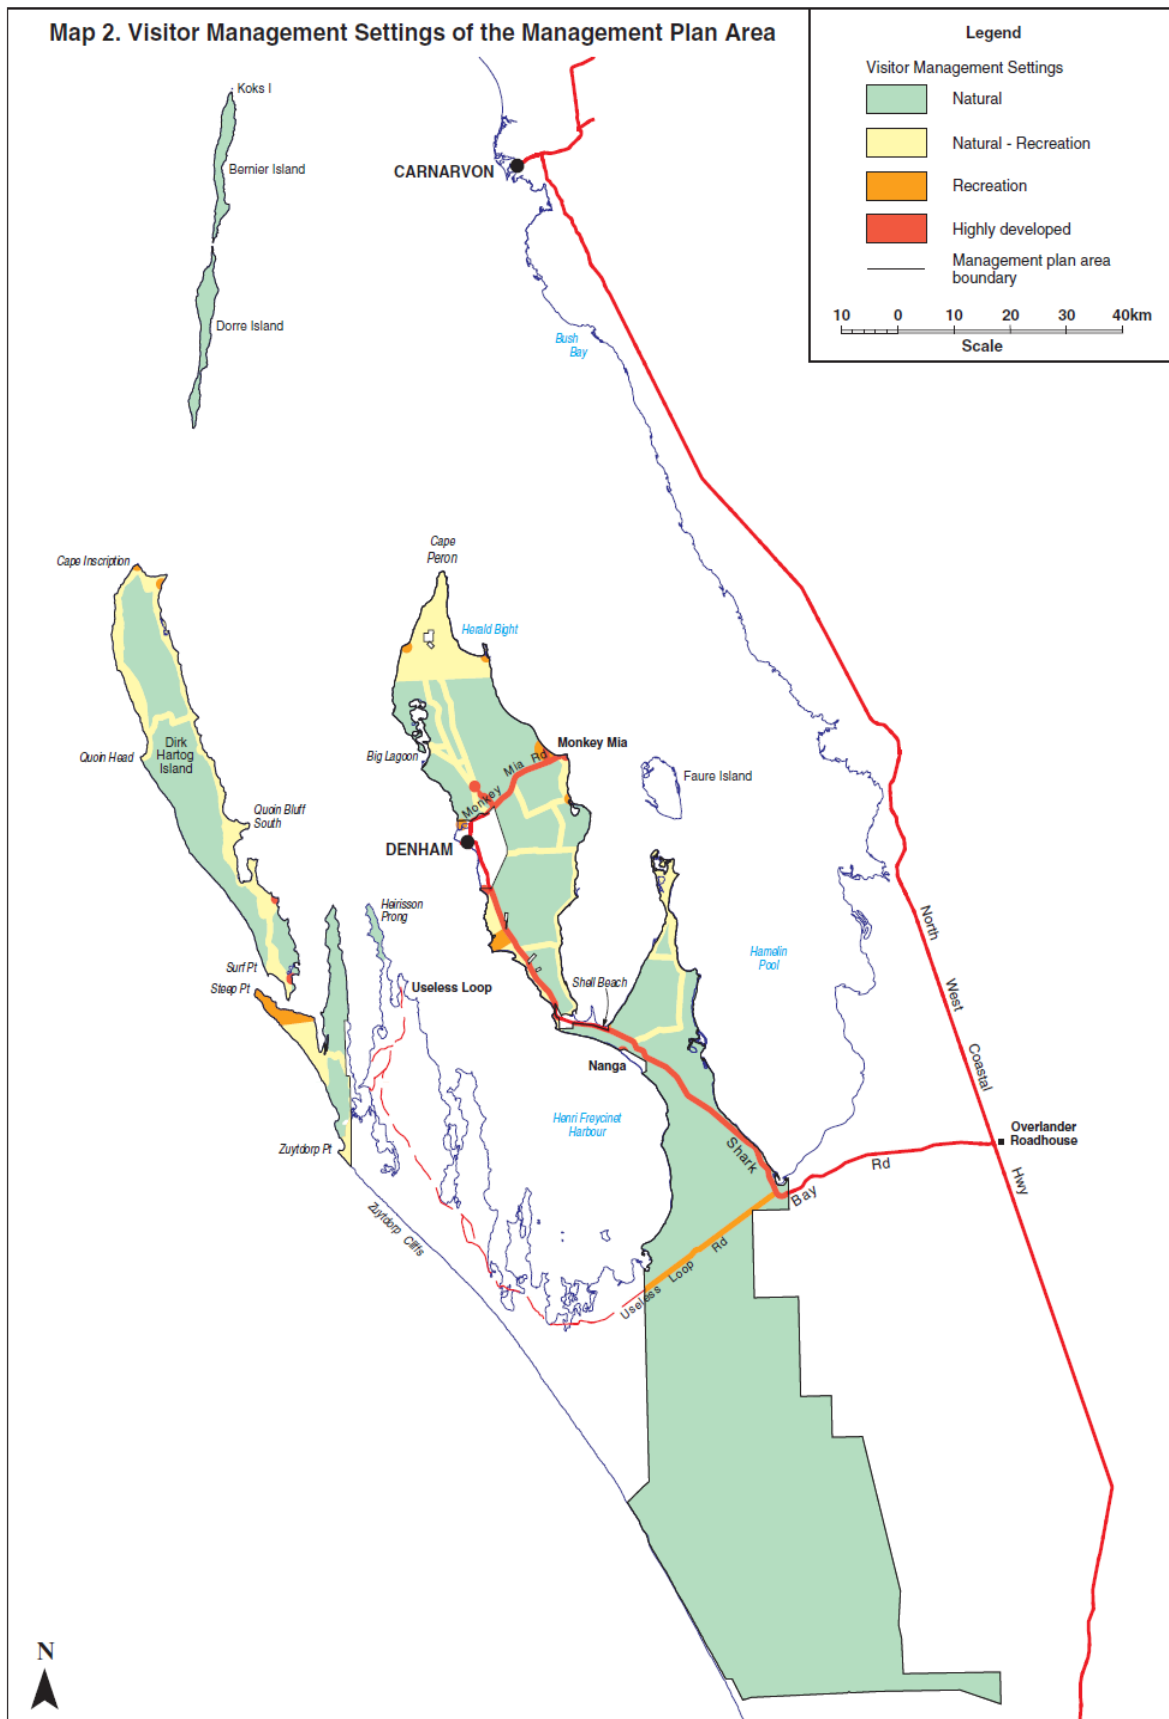 Map 2. Visitor Management Settings of the Management Plan Area
Legend
Visitor Management Settings
Natural
Natural - Recreation
Recreation
Highly developed
Management plan area
boundary
10 0 10 20 30 40km
Scale
Koks I
Bernier Island
CARNARVON
Dorre Island
Bush
Bay
Cape
Peron
Cape Inscription
Herald Bight
Monkey Mia
Quoin Head
Dirk
Hartog
Island
Big Lagoon
Monkey Mia Rd
Faure Island
Quoin Bluff
South
DENHAM
Heirisson
Prong
North West Coastal Hwy
Hamelin
Pool
Surf Pt
Steep Pt
Useless Loop
Shell Beach
Nanga
Henri Freycinet
Harbour
Zuytdorp Pt
Shark Bay Rd
Overlander
Roadhouse
Zuytdorp Cliffs
Useless Loop Rd
N